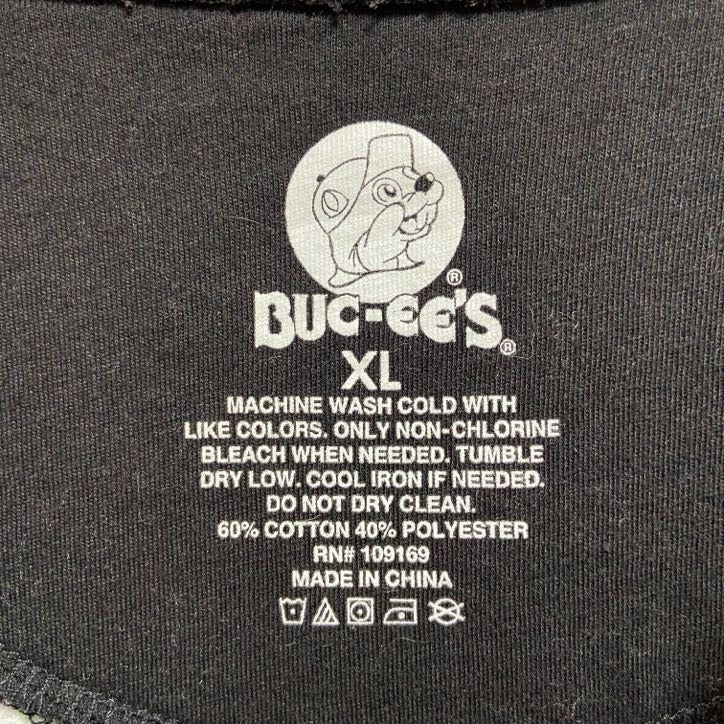 BUC-EE'S®
XL
MACHINE WASH COLD WITH
LIKE COLORS. ONLY NON-CHLORINE
BLEACH WHEN NEEDED. TUMBLE
DRY LOW. COOL IRON IF NEEDED.
DO NOT DRY CLEAN.
60% COTTON 40% POLYESTER
RN# 109169
MADE IN CHINA